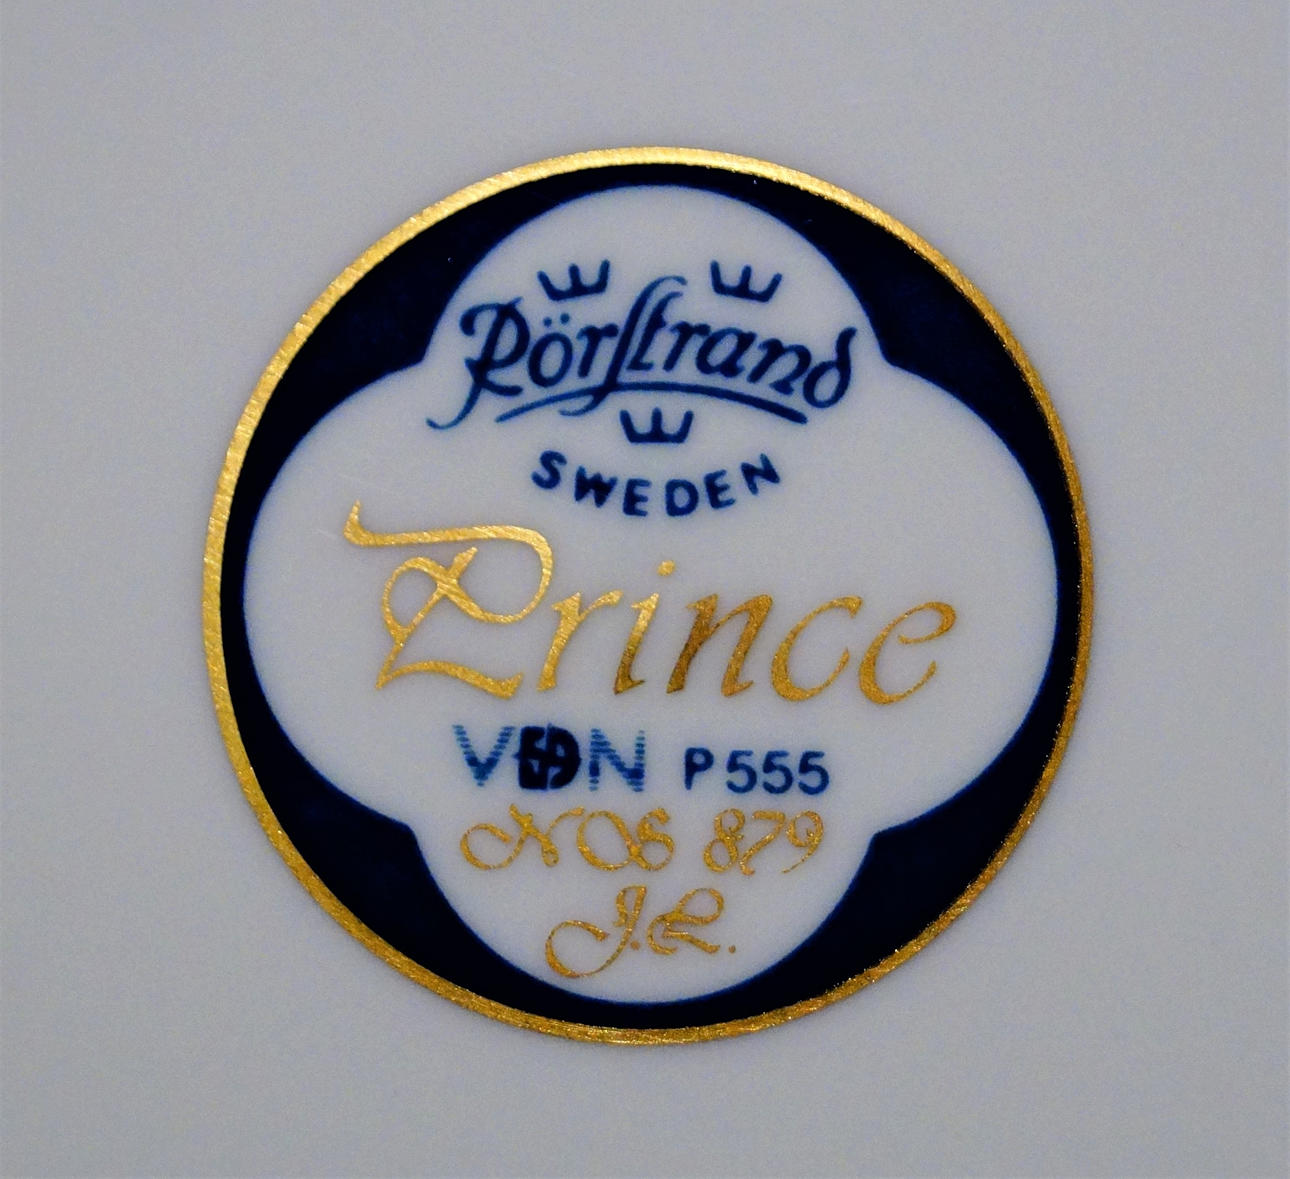 Rörstrand
SWEDEN
Prince
VDN P555
NOS 879
J.L.